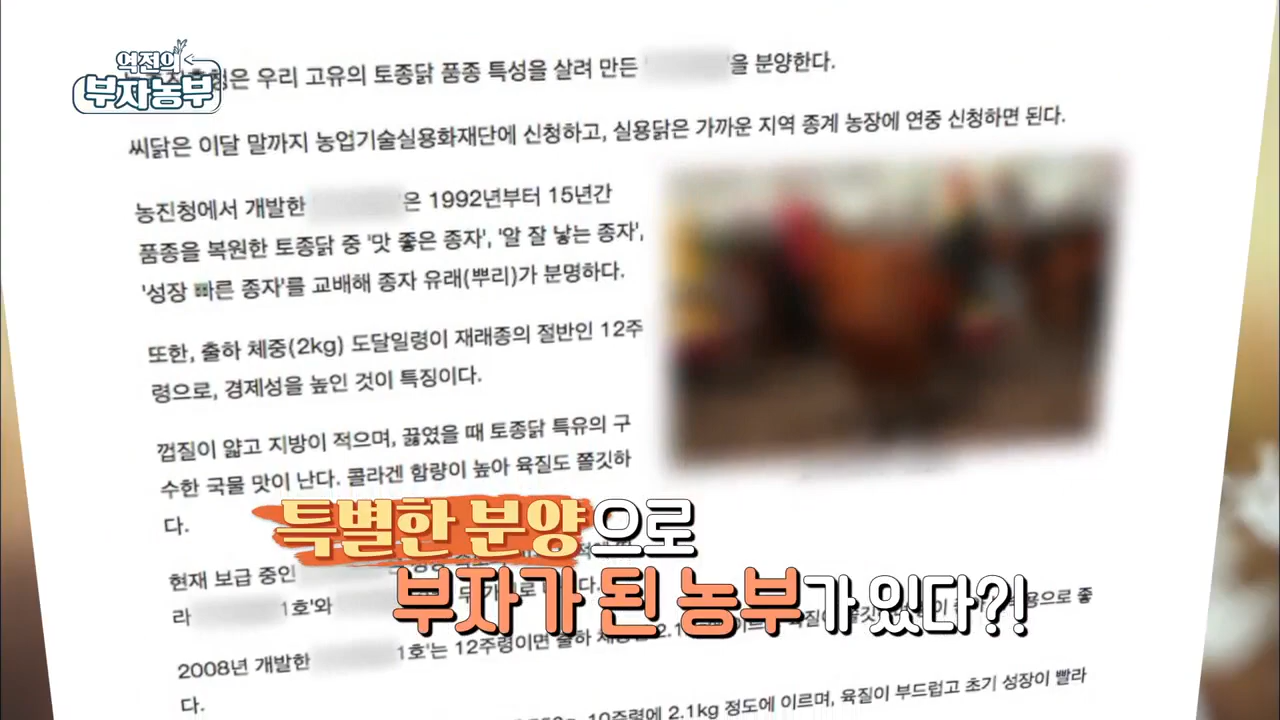 역전의
부자농부
은 우리 고유의 토종닭 품종 특성을 살려 만든 '을 분양한다.
씨닭은 이달 말까지 농업기술실용화재단에 신청하고, 실용닭은 가까운 지역 종계 농장에 연중 신청하면 된다.
농진청에서 개발한 은 1992년부터 15년간
품종을 복원한 토종닭 중 '맛 좋은 종자', '알 잘 낳는 종자',
'성장 빠른 종자'를 교배해 종자 유래(뿌리)가 분명하다.
또한, 출하 체중(2kg) 도달일령이 재래종의 절반인 12주
령으로, 경제성을 높인 것이 특징이다.
껍질이 얇고 지방이 적으며, 끓였을 때 토종닭 특유의 구
수한 국물 맛이 난다. 콜라겐 함량이 높아 육질도 쫄깃하
다.
특별한 분양으로
부자가 된 농부가 있다?!
현재 보급 중인
라 1호'와
2008년 개발한 1호'는 12주령이면 출하
다.
10주령에 2.1kg 정도에 이르며, 육질이 부드럽고 초기 성장이 빨라